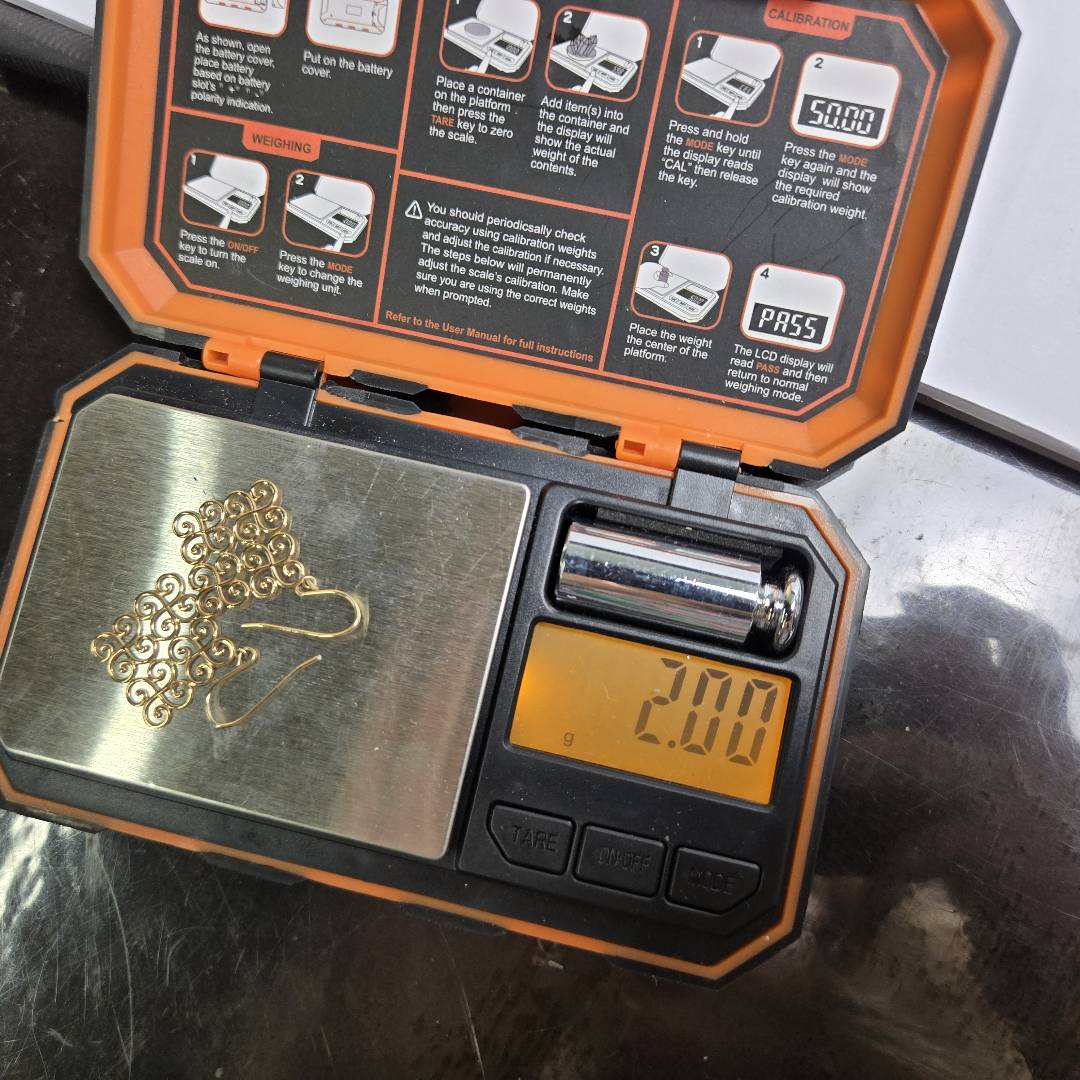 As shown, open
the battery cover,
place battery
based on battery
slot's "+" "-"
polarity indication.
Put on the battery
cover.
1
Place a container
on the platform
then press the
TARE key to zero
the scale.
2
Add item(s) into
the container and
the display will
show the actual
weight of the
contents.
WEIGHING
1
Press the ON/OFF
key to turn the
scale on.
2
Press the MODE
key to change the
weighing unit.
You should periodicsally check
accuracy using calibration weights
and adjust the calibration if necessary.
The steps below will permanently
adjust the scale's calibration. Make
sure you are using the correct weights
when prompted.
Refer to the User Manual for full instructions
CALIBRATION
1
Press and hold
the MODE key until
the display reads
"CAL" then release
the key.
2
50.00
Press the MODE
key again and the
display will show
the required
calibration weight.
3
Place the weight
the center of the
platform.
4
PASS
The LCD display will
read PASS and then
return to normal
weighing mode.
2.00
g
TARE
ON/OFF
MODE